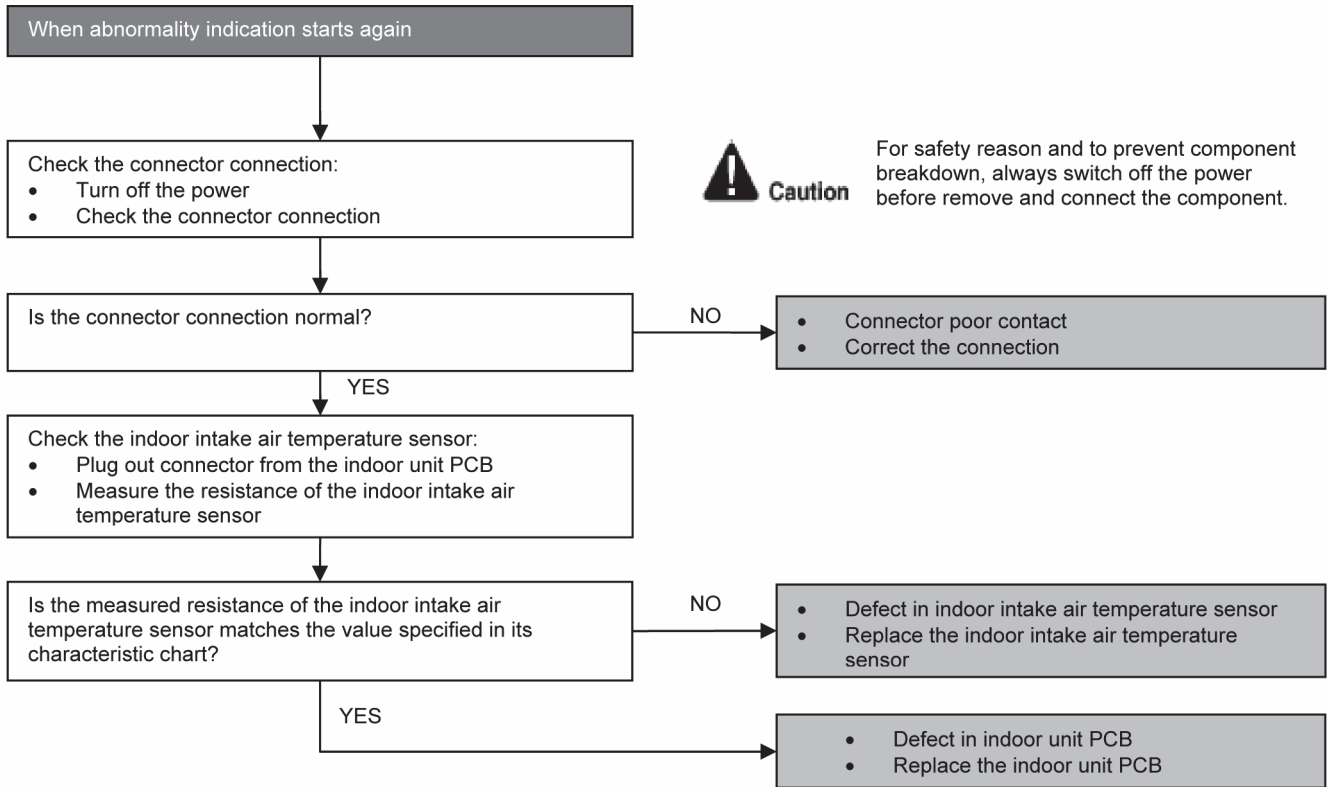 When abnormality indication starts again
Check the connector connection:
• Turn off the power
• Check the connector connection
Caution
For safety reason and to prevent component
breakdown, always switch off the power
before remove and connect the component.
Is the connector connection normal?
NO
• Connector poor contact
• Correct the connection
YES
Check the indoor intake air temperature sensor:
• Plug out connector from the indoor unit PCB
• Measure the resistance of the indoor intake air
temperature sensor
Is the measured resistance of the indoor intake air
temperature sensor matches the value specified in its
characteristic chart?
NO
• Defect in indoor intake air temperature sensor
• Replace the indoor intake air temperature
sensor
YES
• Defect in indoor unit PCB
• Replace the indoor unit PCB